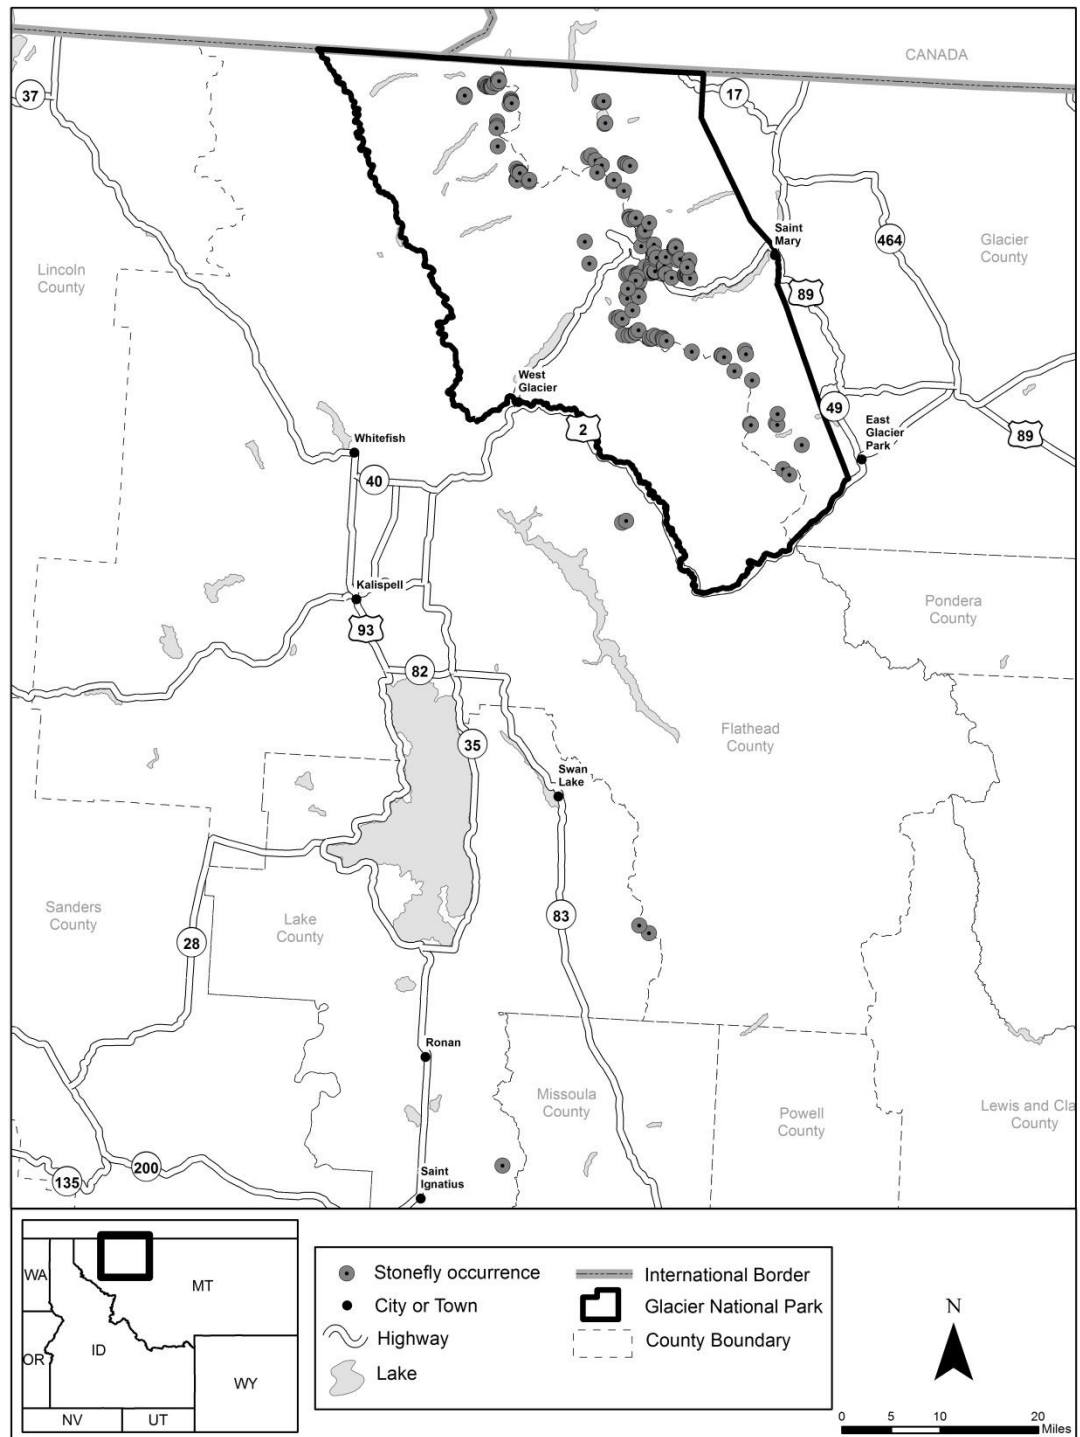 CANADA
37
17
Saint
Mary
464
Glacier
County
Lincoln
County
89
West
Glacier
49
2
East
Glacier
Park
89
Whitefish
40
Kalispell
93
Pondera
County
82
35
Flathead
County
Swan
Lake
83
Sanders
County
Lake
County
28
Ronan
Missoula
County
Powell
County
Lewis and Cla
County
200
135
Saint
Ignatius
WA
MT
OR
ID
WY
NV
UT
Stonefly occurrence
City or Town
Highway
Lake
International Border
Glacier National Park
County Boundary
N
0 5 10 20
Miles